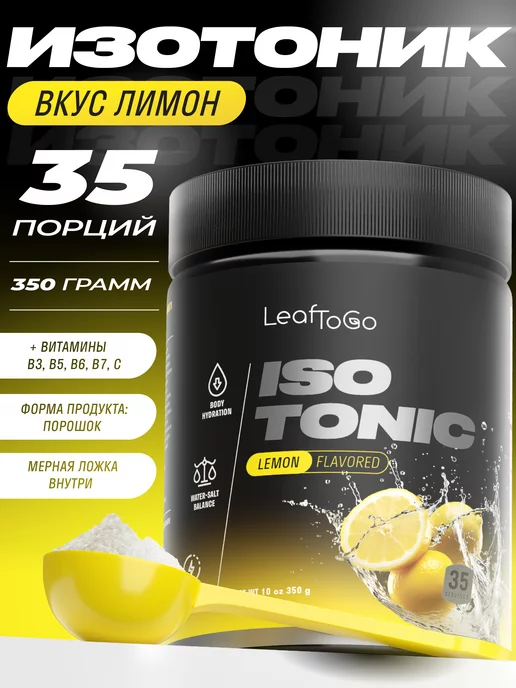 ИЗОТОНИК
ВКУС ЛИМОН
35
ПОРЦИЙ
350 ГРАММ
+ ВИТАМИНЫ
B3, B5, B6, B7, C
ФОРМА ПРОДУКТА:
ПОРОШОК
МЕРНАЯ ЛОЖКА
ВНУТРИ
LeafToGo
BODY
HYDRATION
ISO
TONIC
LEMON FLAVORED
WATER-SALT
BALANCE
35
WT 10 oz 350 g